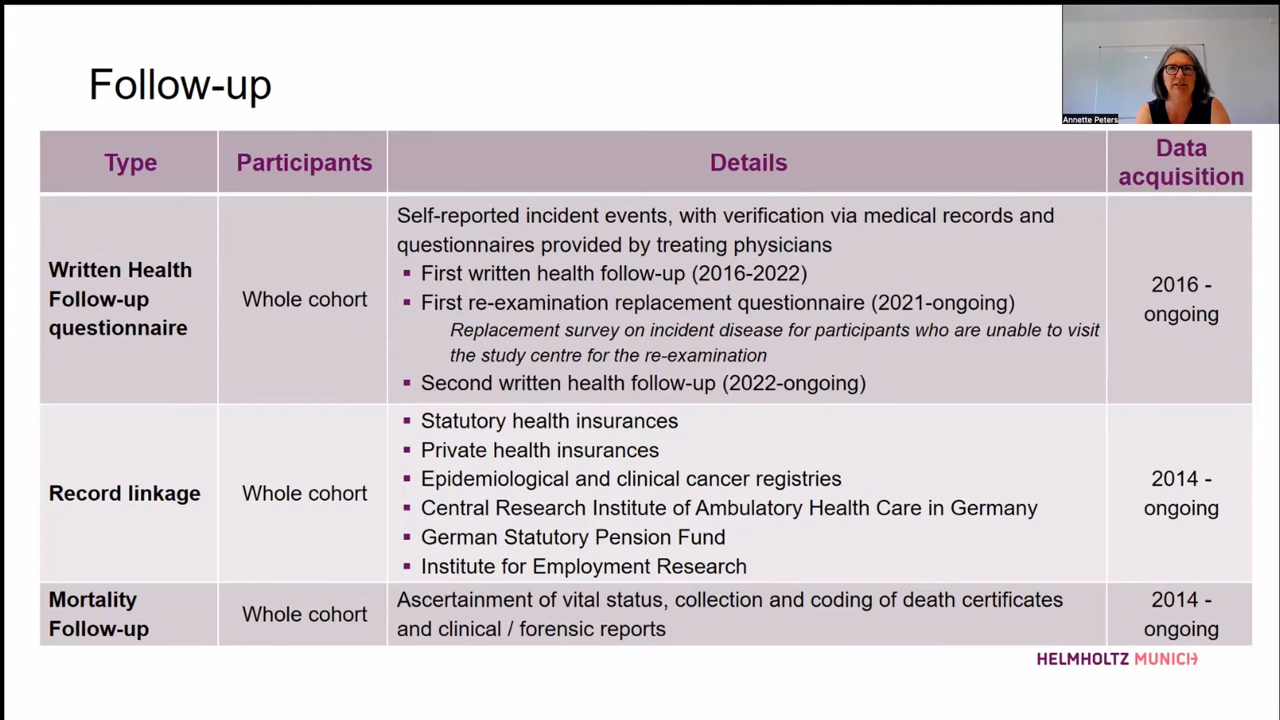 Follow-up
Annette Peters
Type
Participants
Details
Data
acquisition
Written Health
Follow-up
questionnaire
Whole cohort
Self-reported incident events, with verification via medical records and
questionnaires provided by treating physicians
▪ First written health follow-up (2016-2022)
▪ First re-examination replacement questionnaire (2021-ongoing)
Replacement survey on incident disease for participants who are unable to visit
the study centre for the re-examination
▪ Second written health follow-up (2022-ongoing)
2016 -
ongoing
Record linkage
Whole cohort
▪ Statutory health insurances
▪ Private health insurances
▪ Epidemiological and clinical cancer registries
▪ Central Research Institute of Ambulatory Health Care in Germany
▪ German Statutory Pension Fund
▪ Institute for Employment Research
2014 -
ongoing
Mortality
Follow-up
Whole cohort
Ascertainment of vital status, collection and coding of death certificates
and clinical / forensic reports
2014 -
ongoing
HELMHOLTZ MUNICH